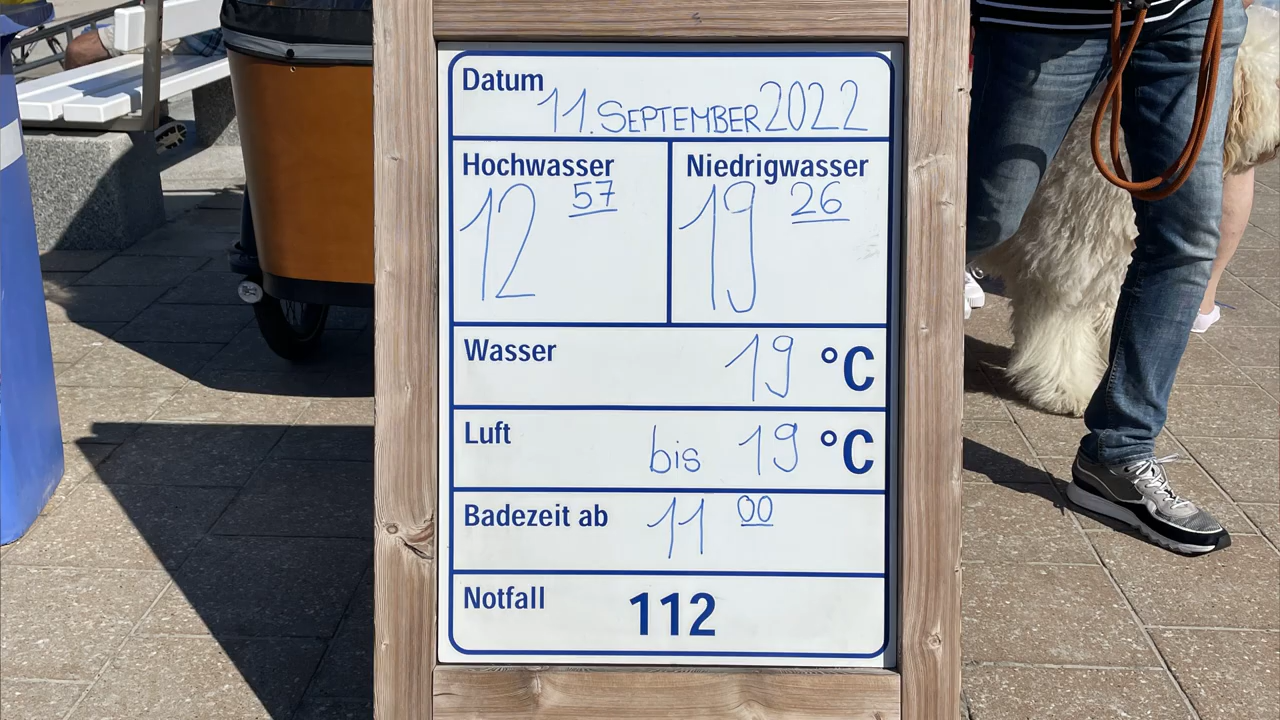 Datum 11. SEPTEMBER 2022
Hochwasser Niedrigwasser
12 57 19 26
Wasser 19 °C
Luft bis 19 °C
Badezeit ab 11 00
Notfall 112